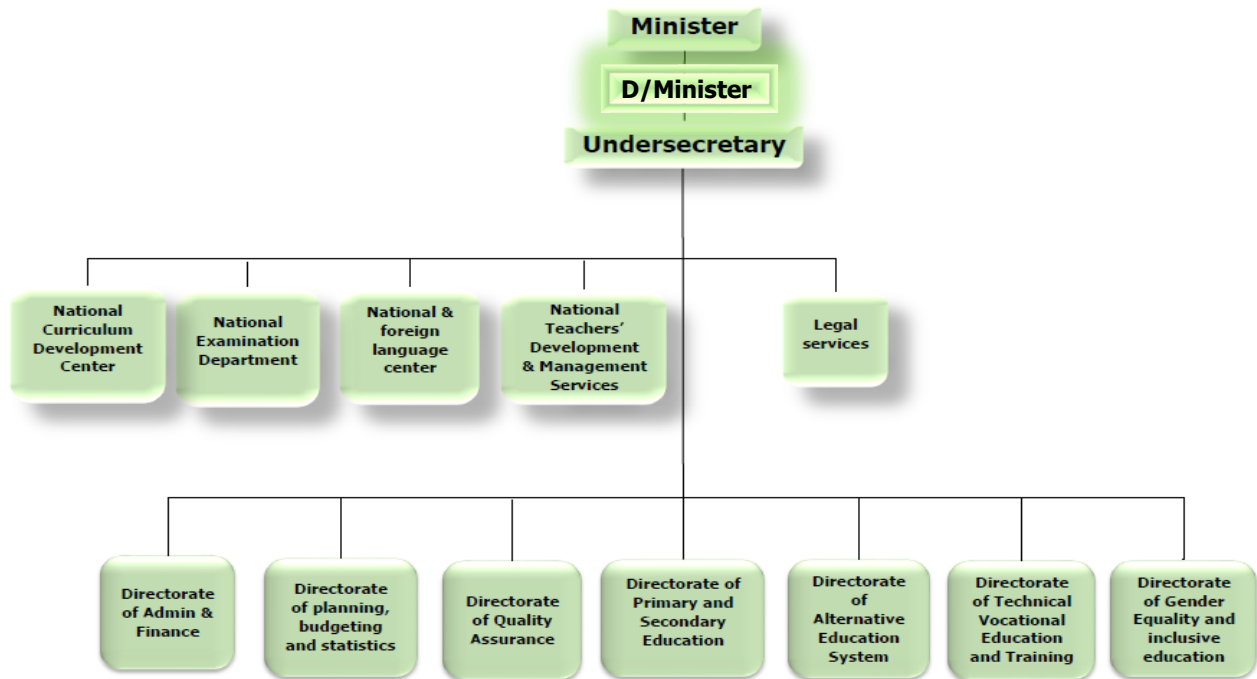 Minister
D/Minister
Undersecretary
National
Curriculum
Development
Center
National
Examination
Department
National &
foreign
language
center
National
Teachers’
Development
& Management
Services
Legal
services
Directorate
of Admin &
Finance
Directorate
of planning,
budgeting
and statistics
Directorate
of Quality
Assurance
Directorate of
Primary and
Secondary
Education
Directorate
of
Alternative
Education
System
Directorate
of Technical
Vocational
Education
and Training
Directorate
of Gender
Equality and
inclusive
education